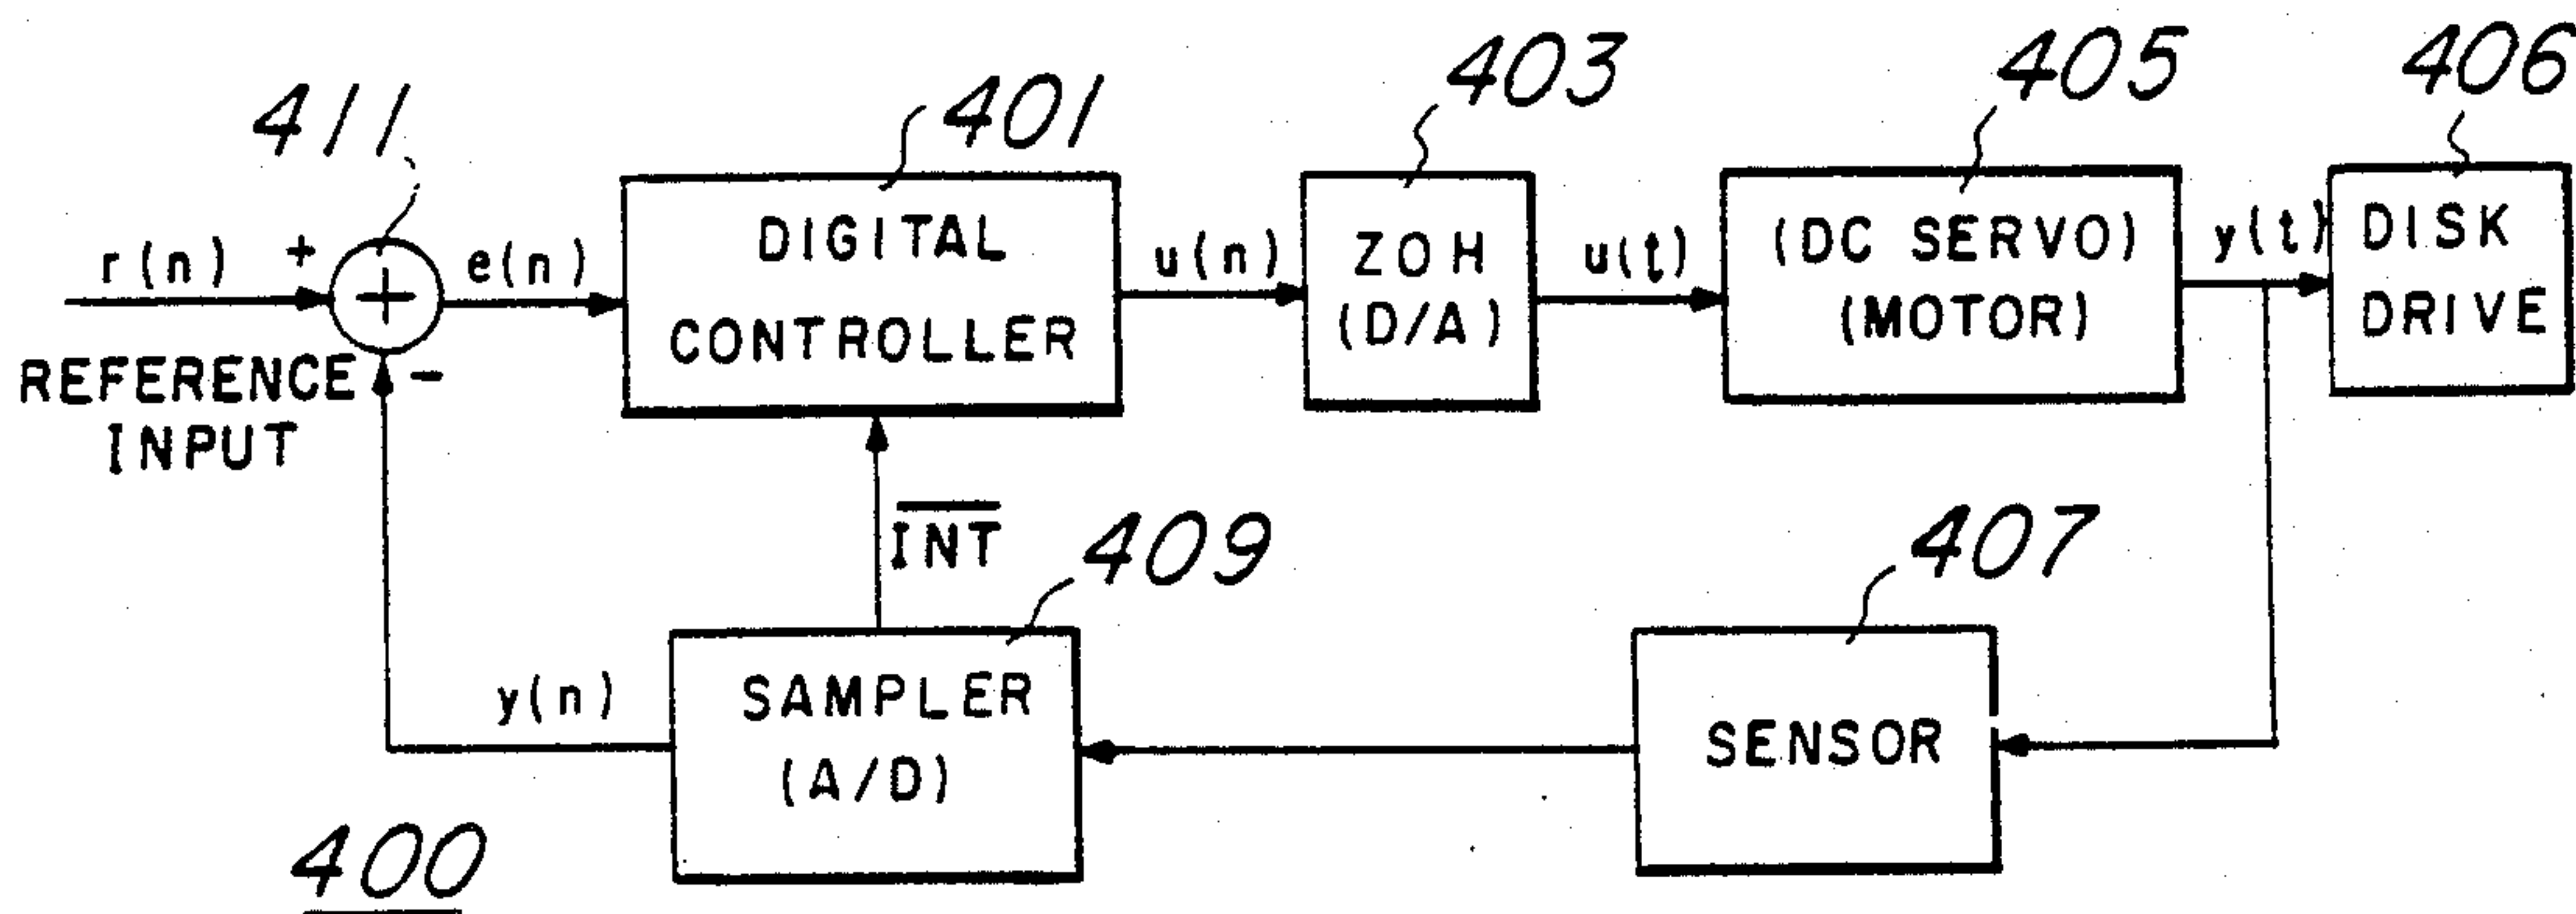 411
401
403
405
406
r(n)
+
+
e(n)
DIGITAL
CONTROLLER
u(n)
ZOH
(D/A)
u(t)
(DC SERVO)
(MOTOR)
y(t)
DISK
DRIVE
REFERENCE
INPUT
-
INT
409
407
y(n)
SAMPLER
(A/D)
SENSOR
400